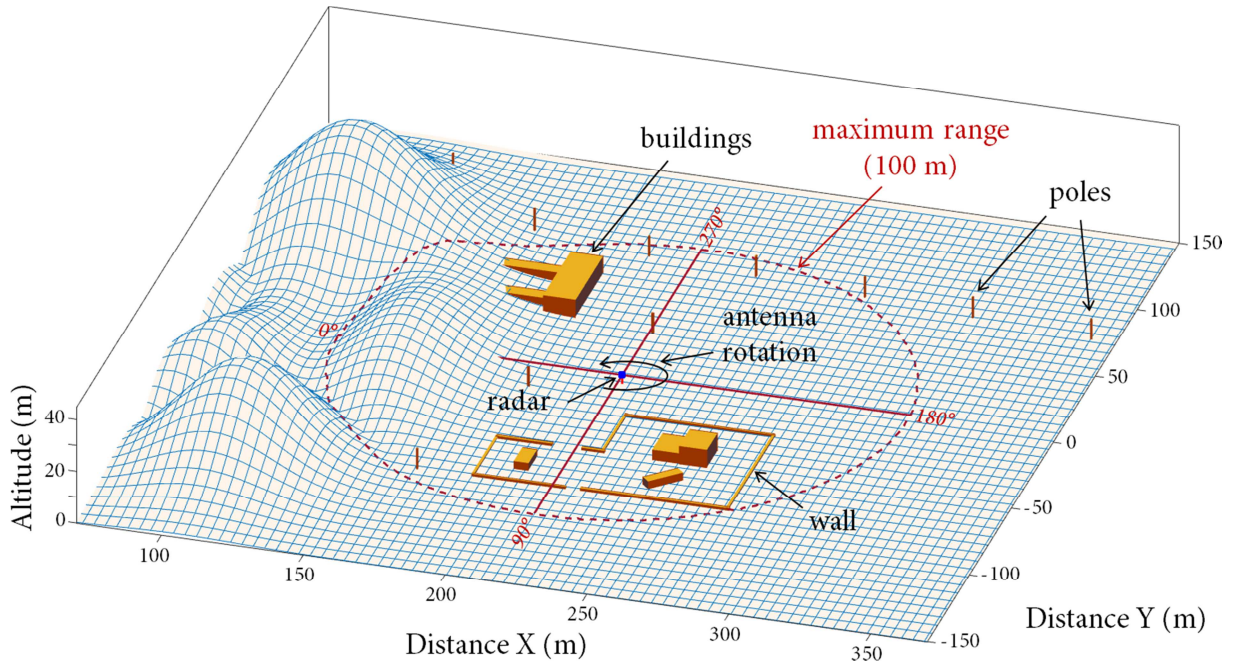 buildings
maximum range
(100 m)
poles
270°
150
100
antenna
rotation
0°
50
radar
180°
0
Altitude (m)
40
20
0
wall
-50
90°
-100
100
150
200
250
300
350
-150
Distance X (m)
Distance Y (m)